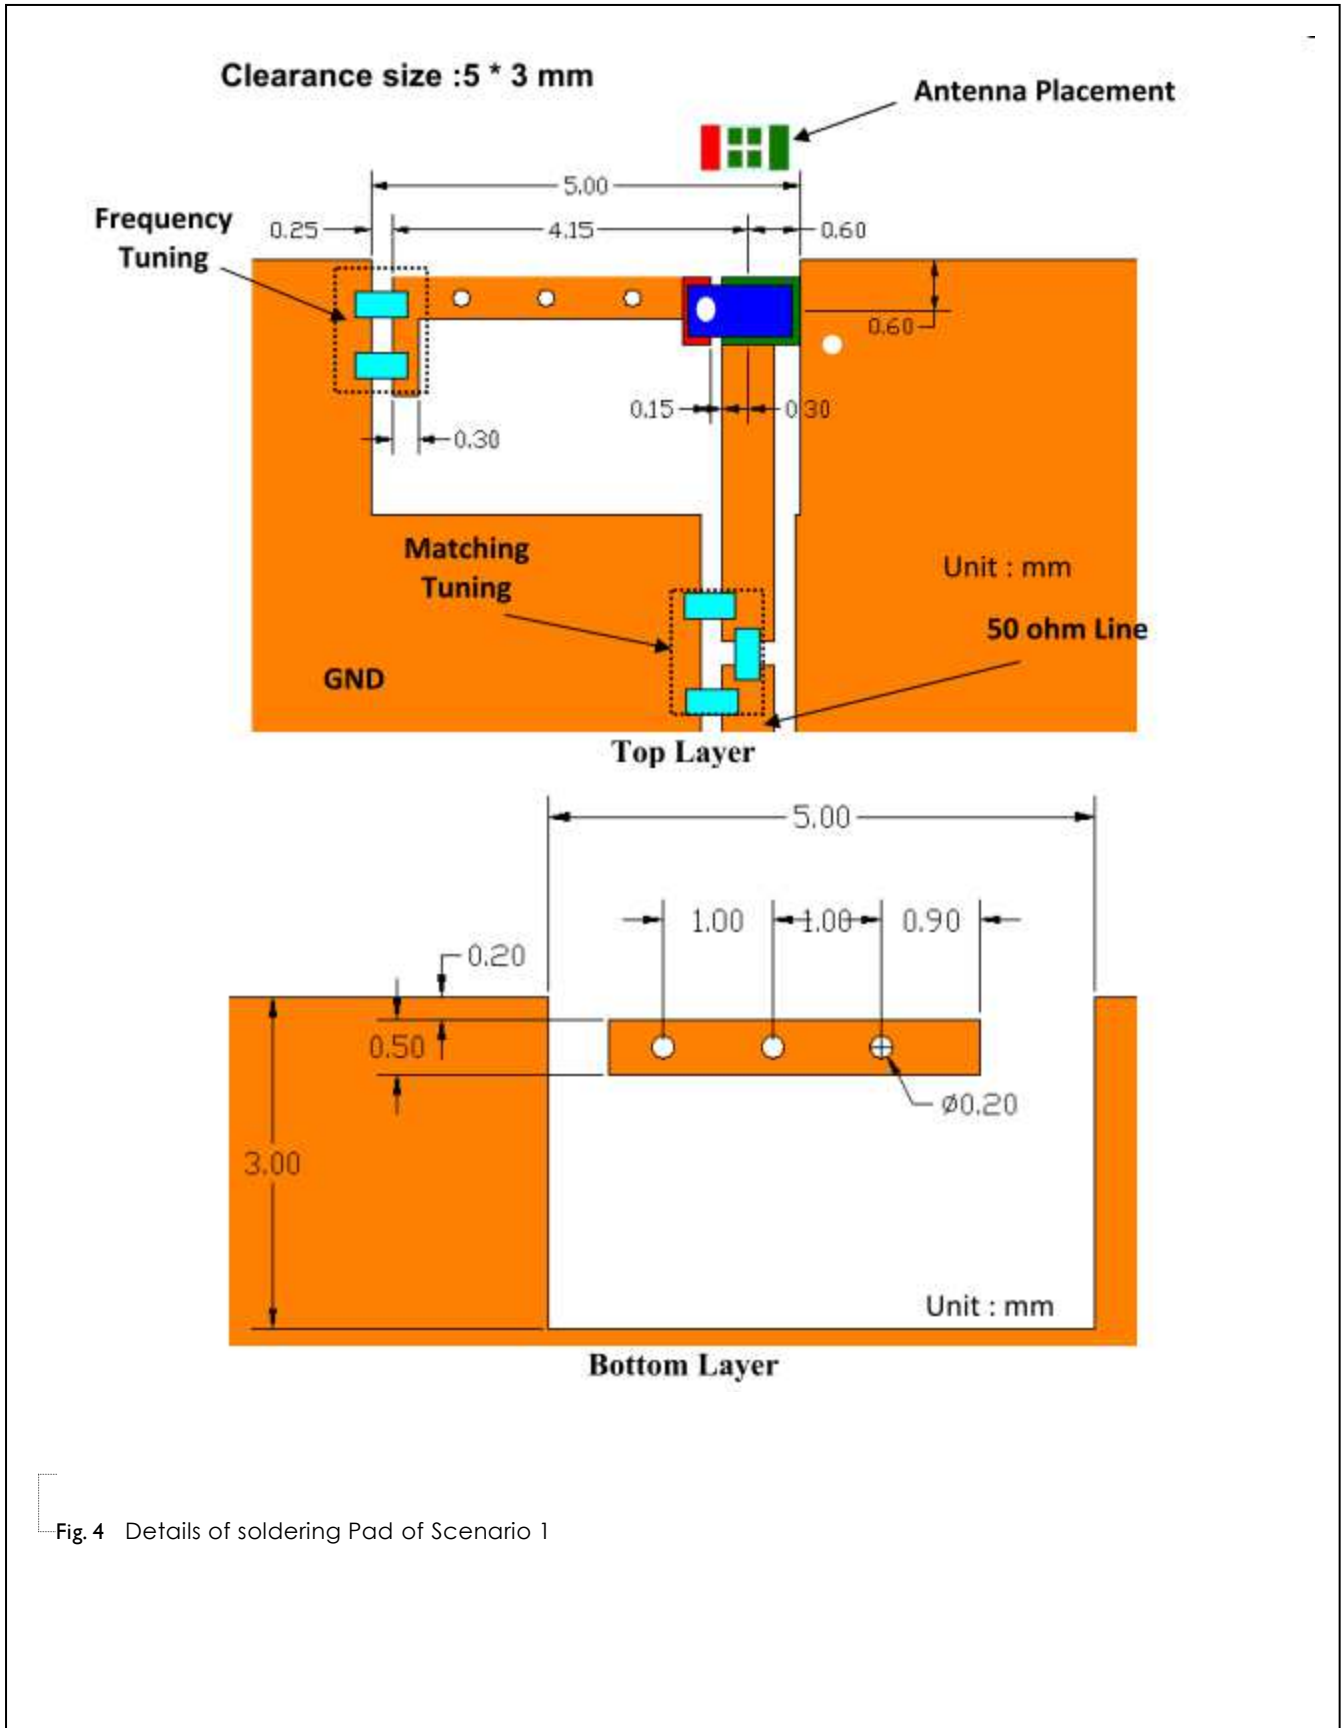 Clearance size :5 * 3 mm
Antenna Placement
5.00
Frequency
Tuning
0.25
4.15
0.60
0.60
0.15
0.30
0.30
Matching
Tuning
Unit : mm
50 ohm Line
GND
Top Layer
5.00
1.00
1.00
0.90
0.20
0.50
Ø0.20
3.00
Unit : mm
Bottom Layer
Fig. 4 Details of soldering Pad of Scenario 1